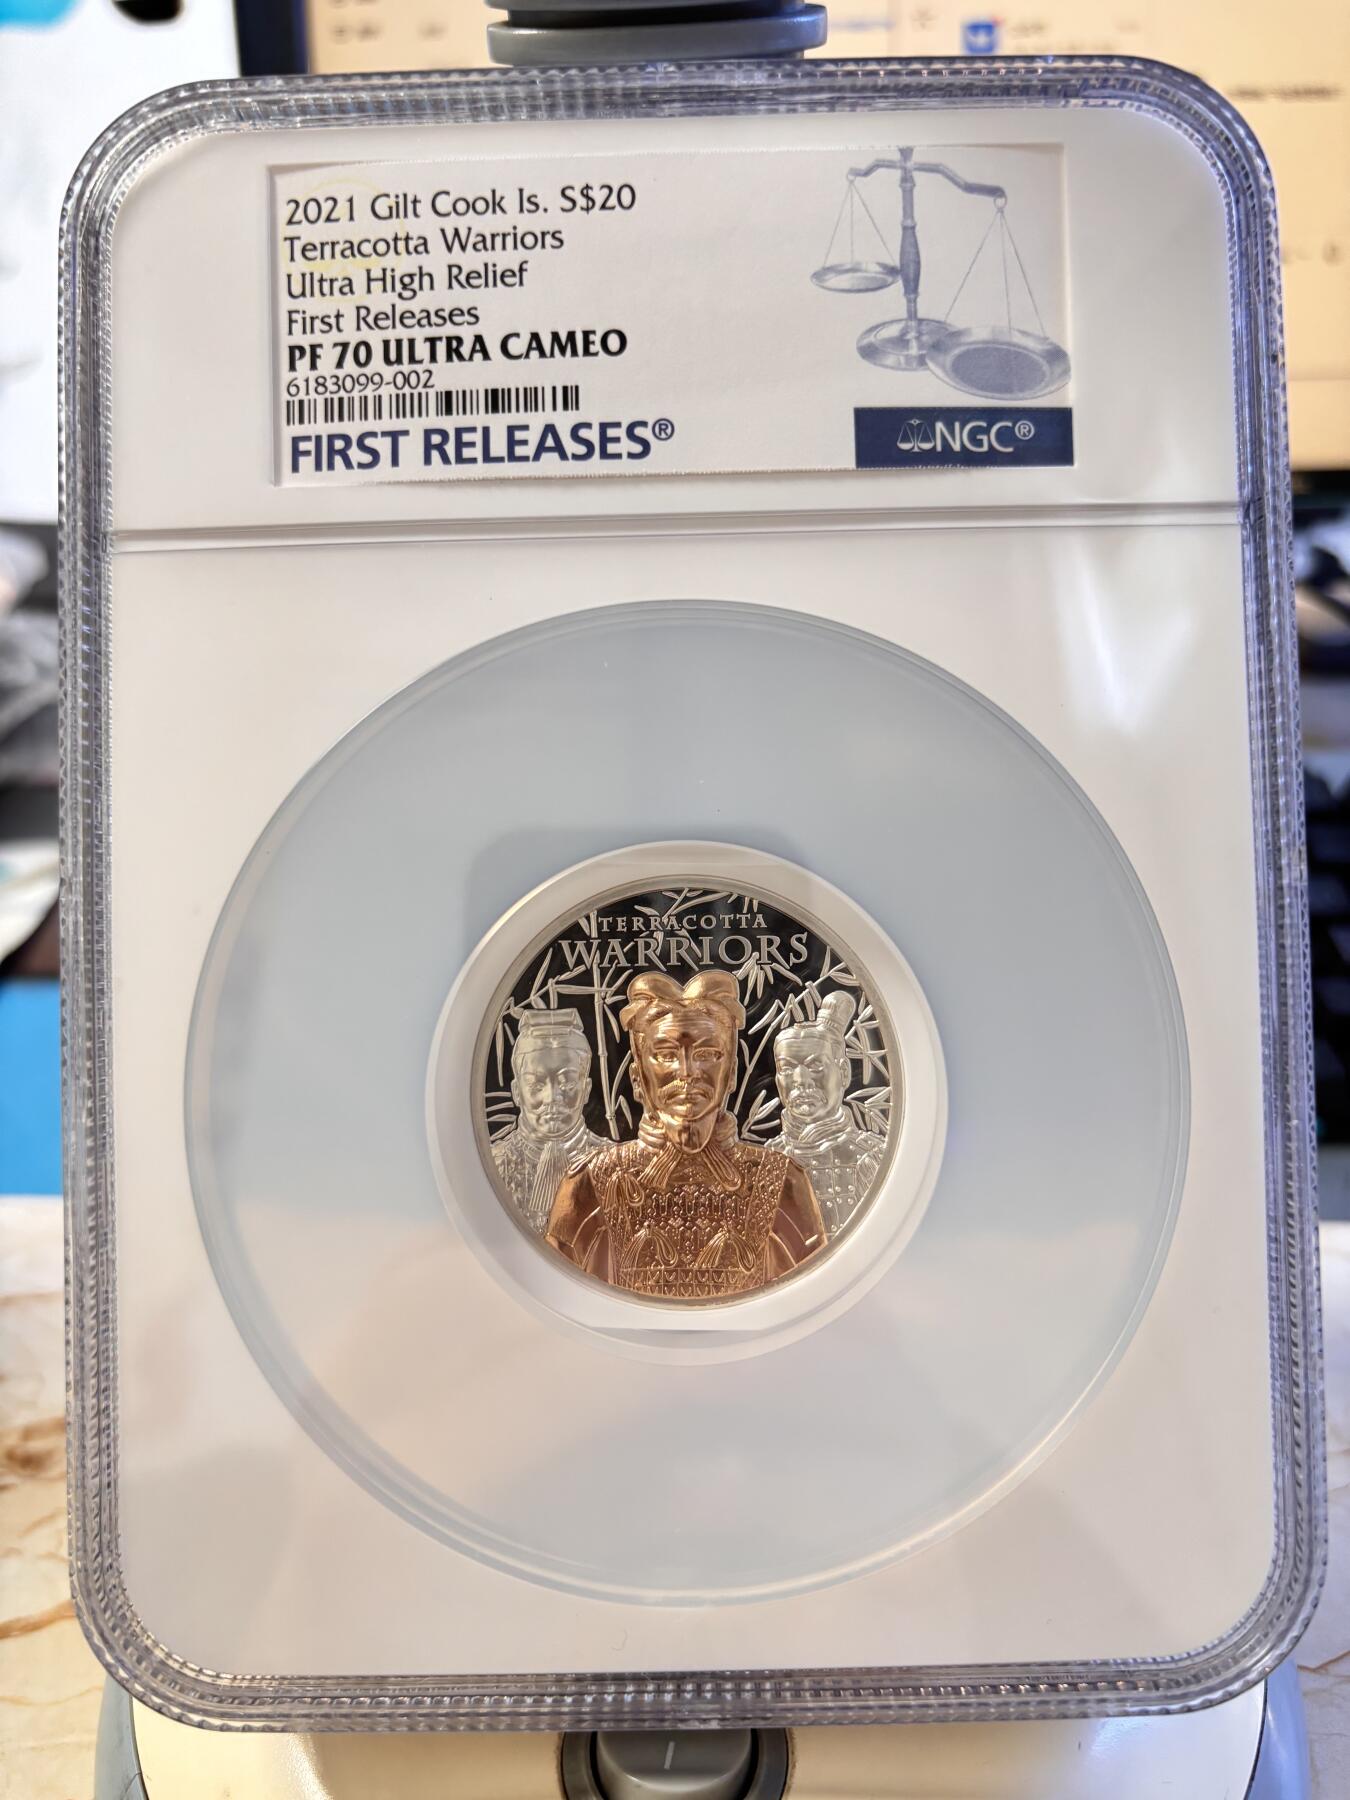 2021 Gilt Cook Is. S$20
Terracotta Warriors
Ultra High Relief
First Releases
PF 70 ULTRA CAMEO
6183099-002
FIRST RELEASES®
NGC®
TERRACOTTA
WARRIORS